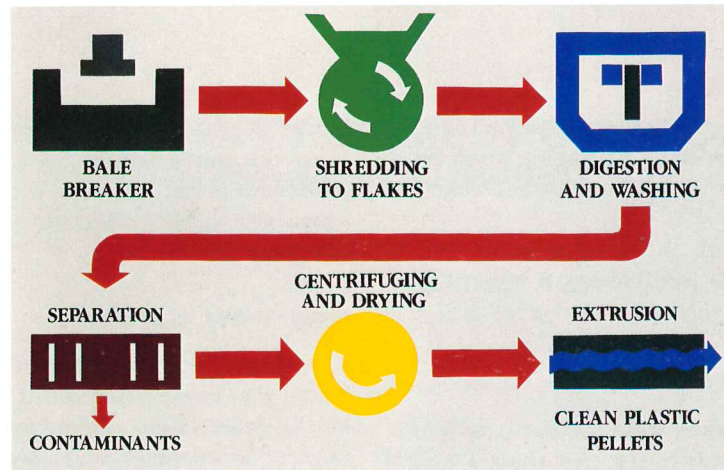 BALE
BREAKER
SHREDDING
TO FLAKES
DIGESTION
AND WASHING
SEPARATION
CONTAMINANTS
CENTRIFUGING
AND DRYING
EXTRUSION
CLEAN PLASTIC
PELLETS